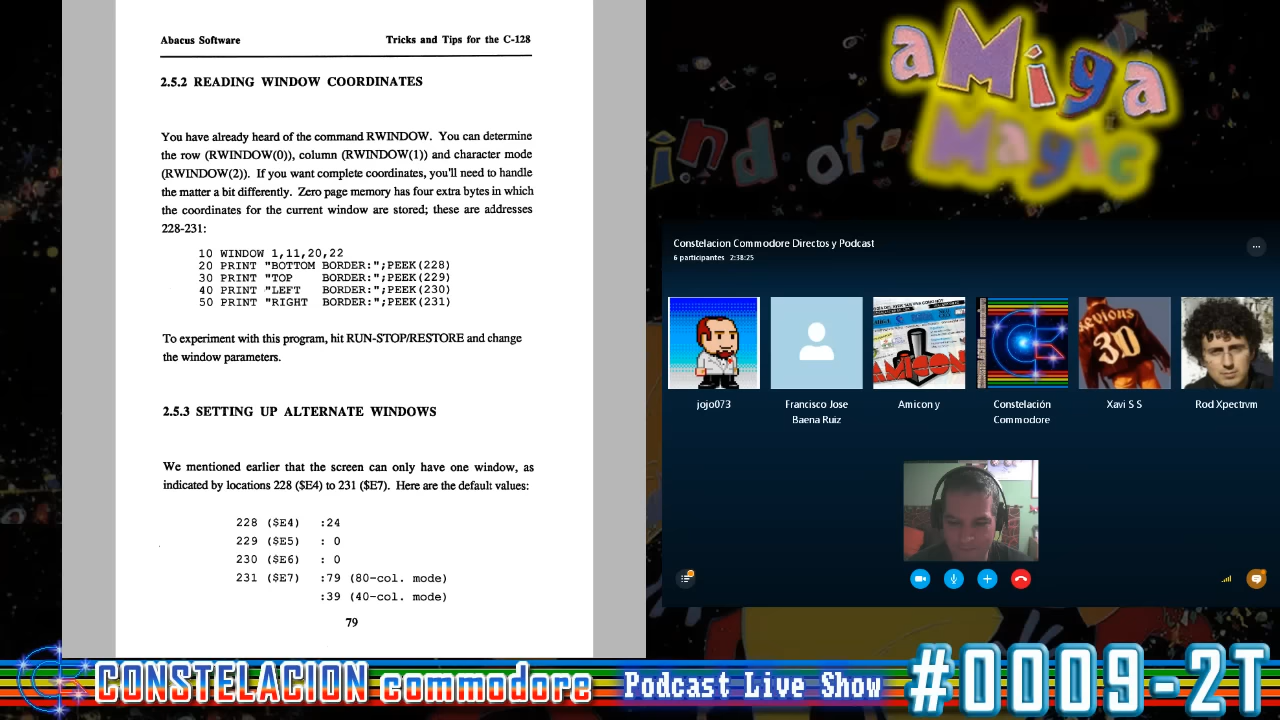 Abacus Software
Tricks and Tips for the C-128
2.5.2 READING WINDOW COORDINATES
You have already heard of the command RWINDOW. You can determine
the row (RWINDOW(0)), column (RWINDOW(1)) and character mode
(RWINDOW(2)). If you want complete coordinates, you'll need to handle
the matter a bit differently. Zero page memory has four extra bytes in which
the coordinates for the current window are stored; these are addresses
228-231:
10 WINDOW 1,11,20,22
20 PRINT "BOTTOM BORDER:";PEEK(228)
30 PRINT "TOP    BORDER:";PEEK(229)
40 PRINT "LEFT   BORDER:";PEEK(230)
50 PRINT "RIGHT  BORDER:";PEEK(231)
To experiment with this program, hit RUN-STOP/RESTORE and change
the window parameters.
2.5.3 SETTING UP ALTERNATE WINDOWS
We mentioned earlier that the screen can only have one window, as
indicated by locations 228 ($E4) to 231 ($E7). Here are the default values:
228 ($E4) :24
229 ($E5) : 0
230 ($E6) : 0
231 ($E7) :79 (80-col. mode)
:39 (40-col. mode)
79
aMiga
ind of
Constelacion Commodore Directos y Podcast
6 participantes 2:38:25
AMICON
30
jojo073
Francisco Jose
Baena Ruiz
Amicon y
Constelación
Commodore
Xavi S S
Rod Xpectrvm
CONSTELACION commodore
Podcast Live Show
#0009-2T